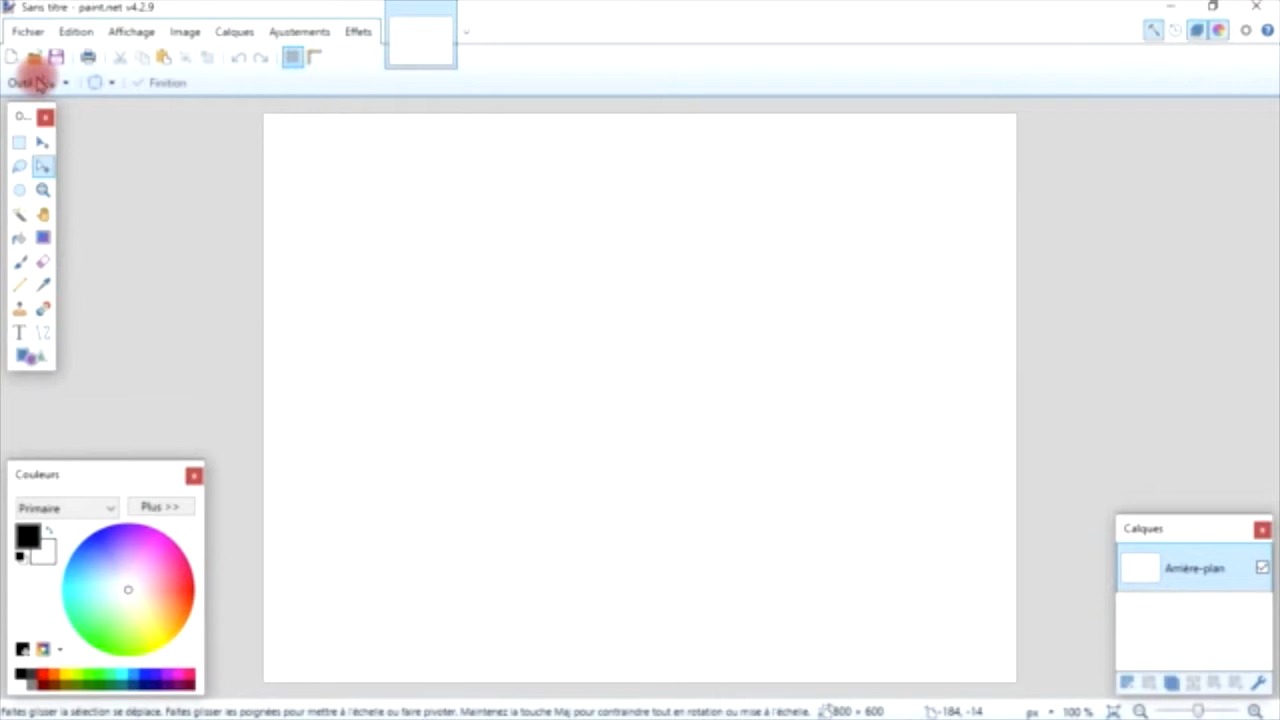 Sans titre - paint.net v4.2.9
Fichier Edition Affichage Image Calques Ajustements Effets
Finition
O...
T
Couleurs
Primaire Plus >>
Calques
Arrière-plan
Faites glisser la sélection se déplace. Faites glisser les poignées pour mettre à l'échelle ou faire pivoter. Maintenez la touche Maj pour contraindre tout en rotation ou mise à l'échelle. 800 × 600 -184, -14 px 100 %